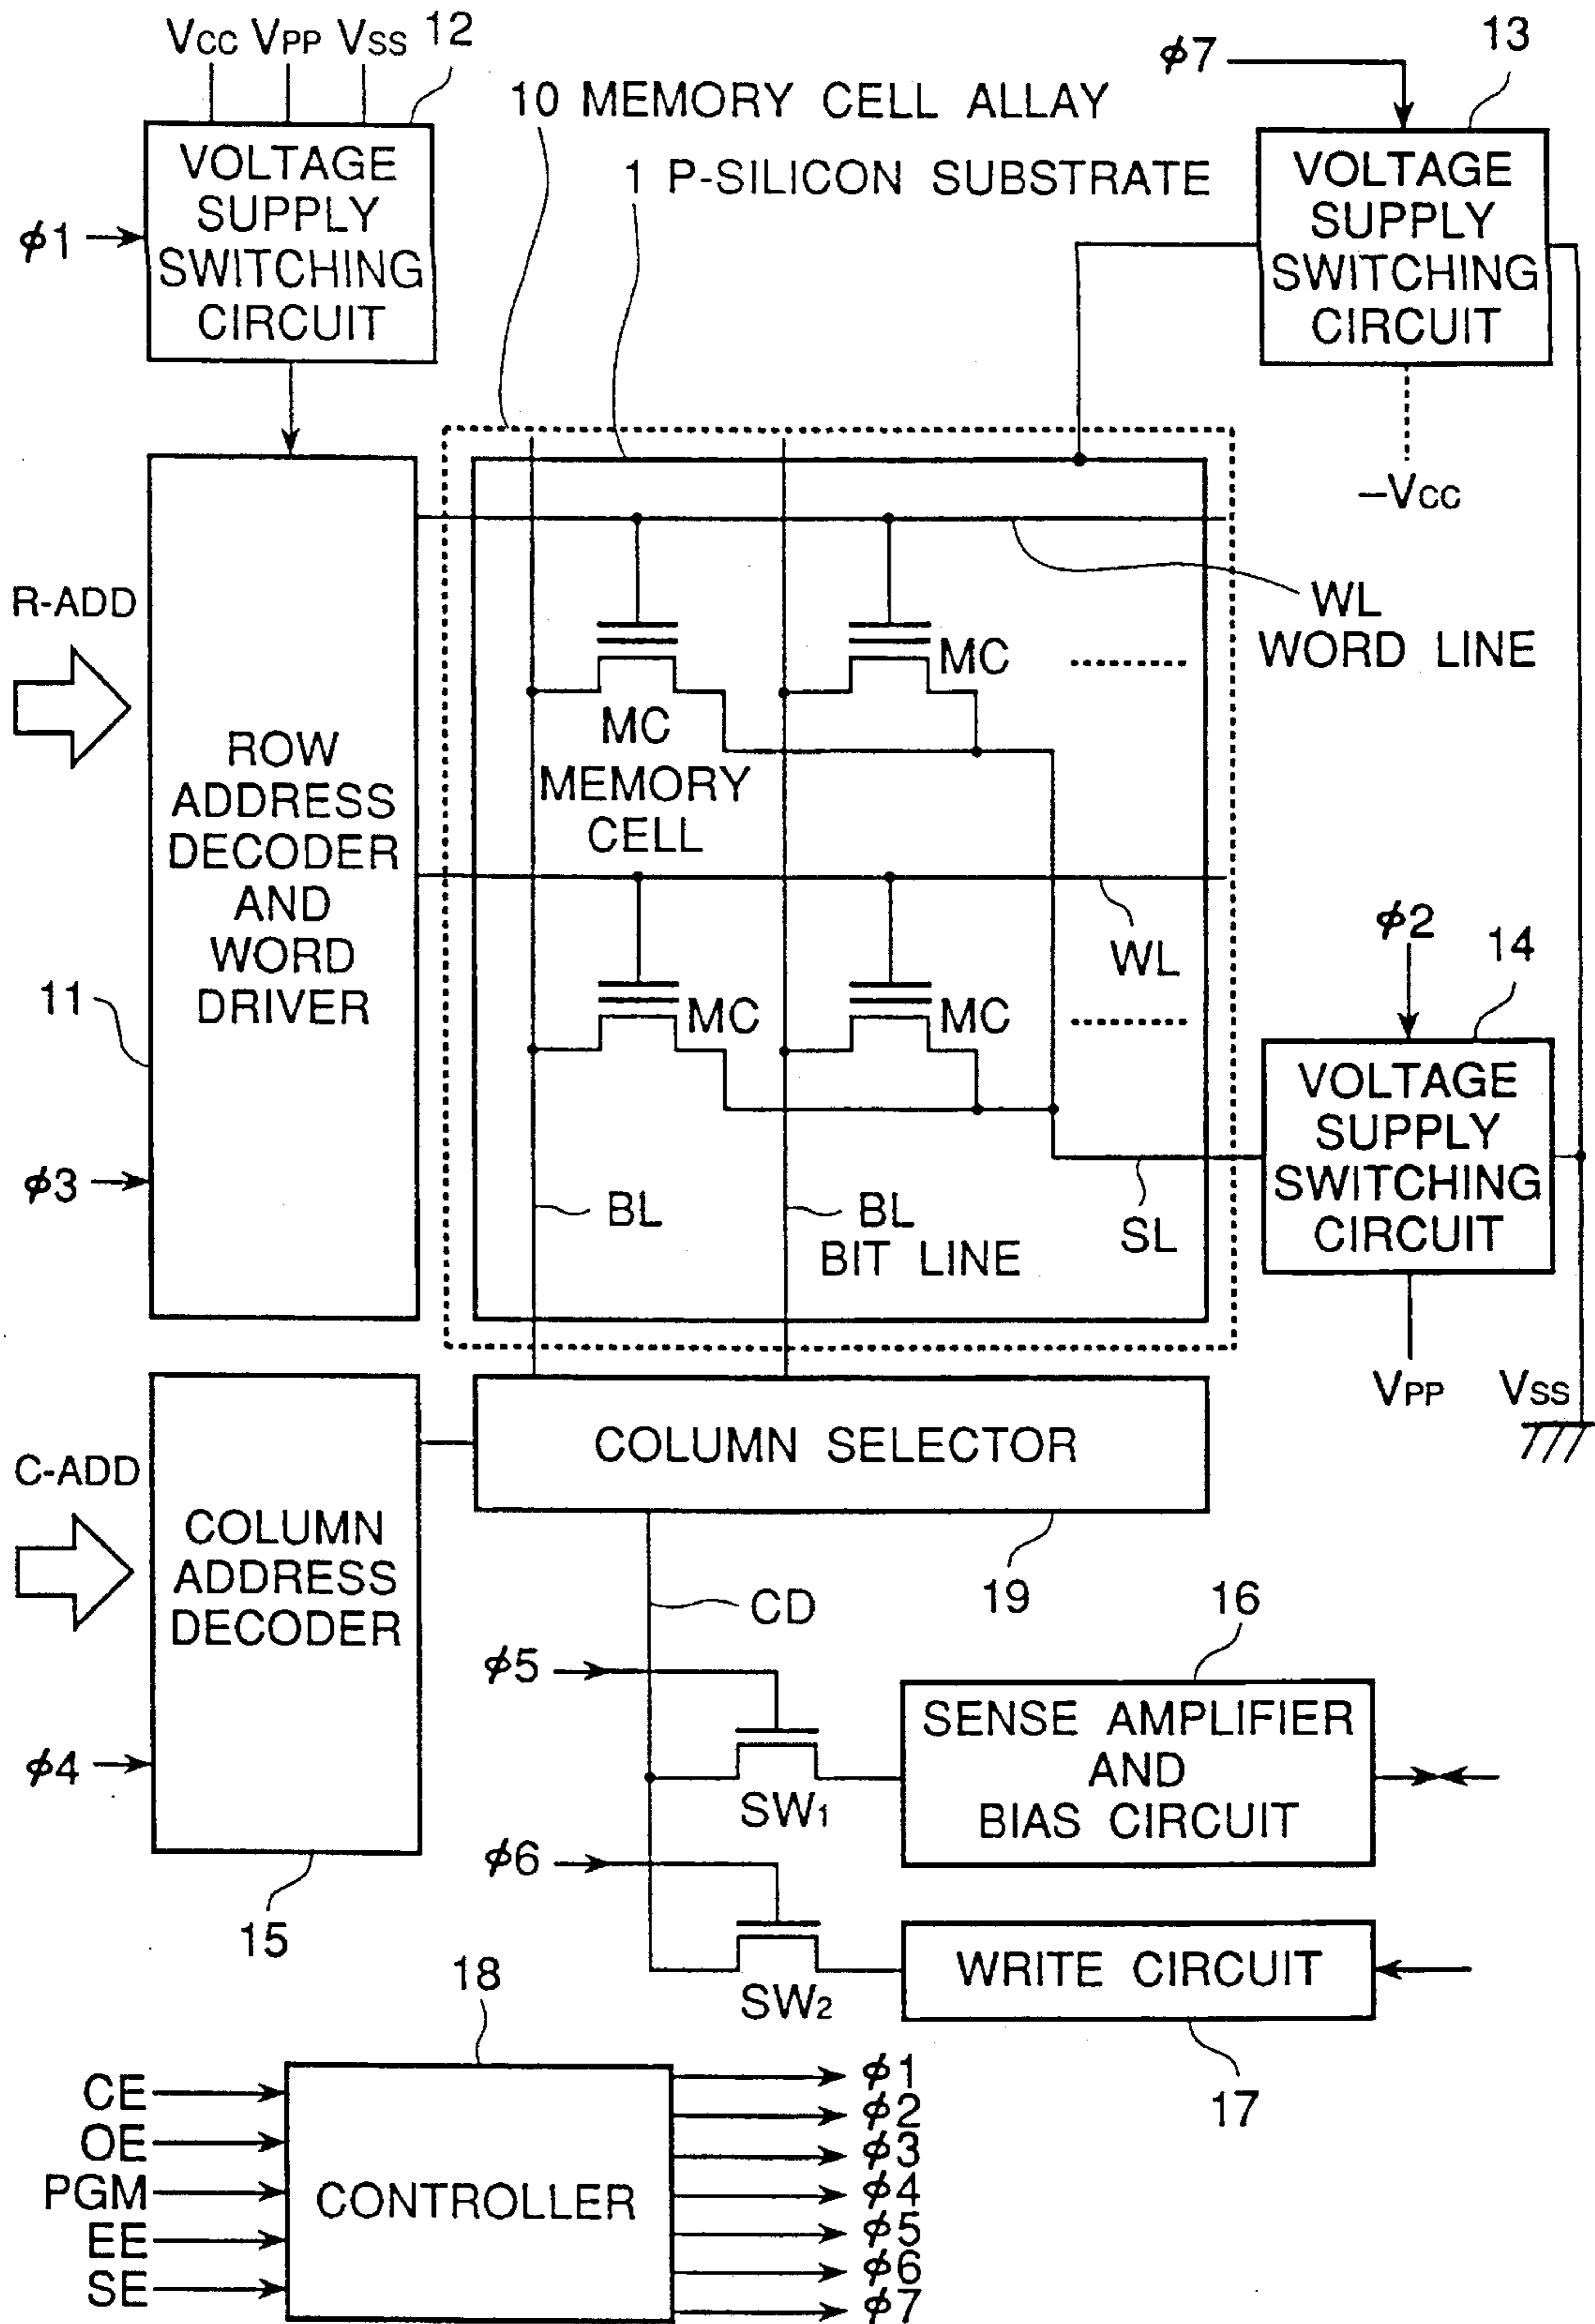 VCC VPP VSS 12
VOLTAGE
SUPPLY
SWITCHING
CIRCUIT
ϕ1
10 MEMORY CELL ALLAY
1 P-SILICON SUBSTRATE
ϕ7
13
VOLTAGE
SUPPLY
SWITCHING
CIRCUIT
–VCC
R-ADD
ROW
ADDRESS
DECODER
AND
WORD
DRIVER
11
ϕ3
MC
MEMORY
CELL
MC
........
WL
WORD LINE
WL
MC
MC
........
BL
BL
BIT LINE
SL
ϕ2
14
VOLTAGE
SUPPLY
SWITCHING
CIRCUIT
VPP
VSS
C-ADD
COLUMN
ADDRESS
DECODER
ϕ4
15
COLUMN SELECTOR
19
CD
ϕ5
SW1
16
SENSE AMPLIFIER
AND
BIAS CIRCUIT
ϕ6
SW2
WRITE CIRCUIT
17
18
CE
OE
PGM
EE
SE
CONTROLLER
ϕ1
ϕ2
ϕ3
ϕ4
ϕ5
ϕ6
ϕ7